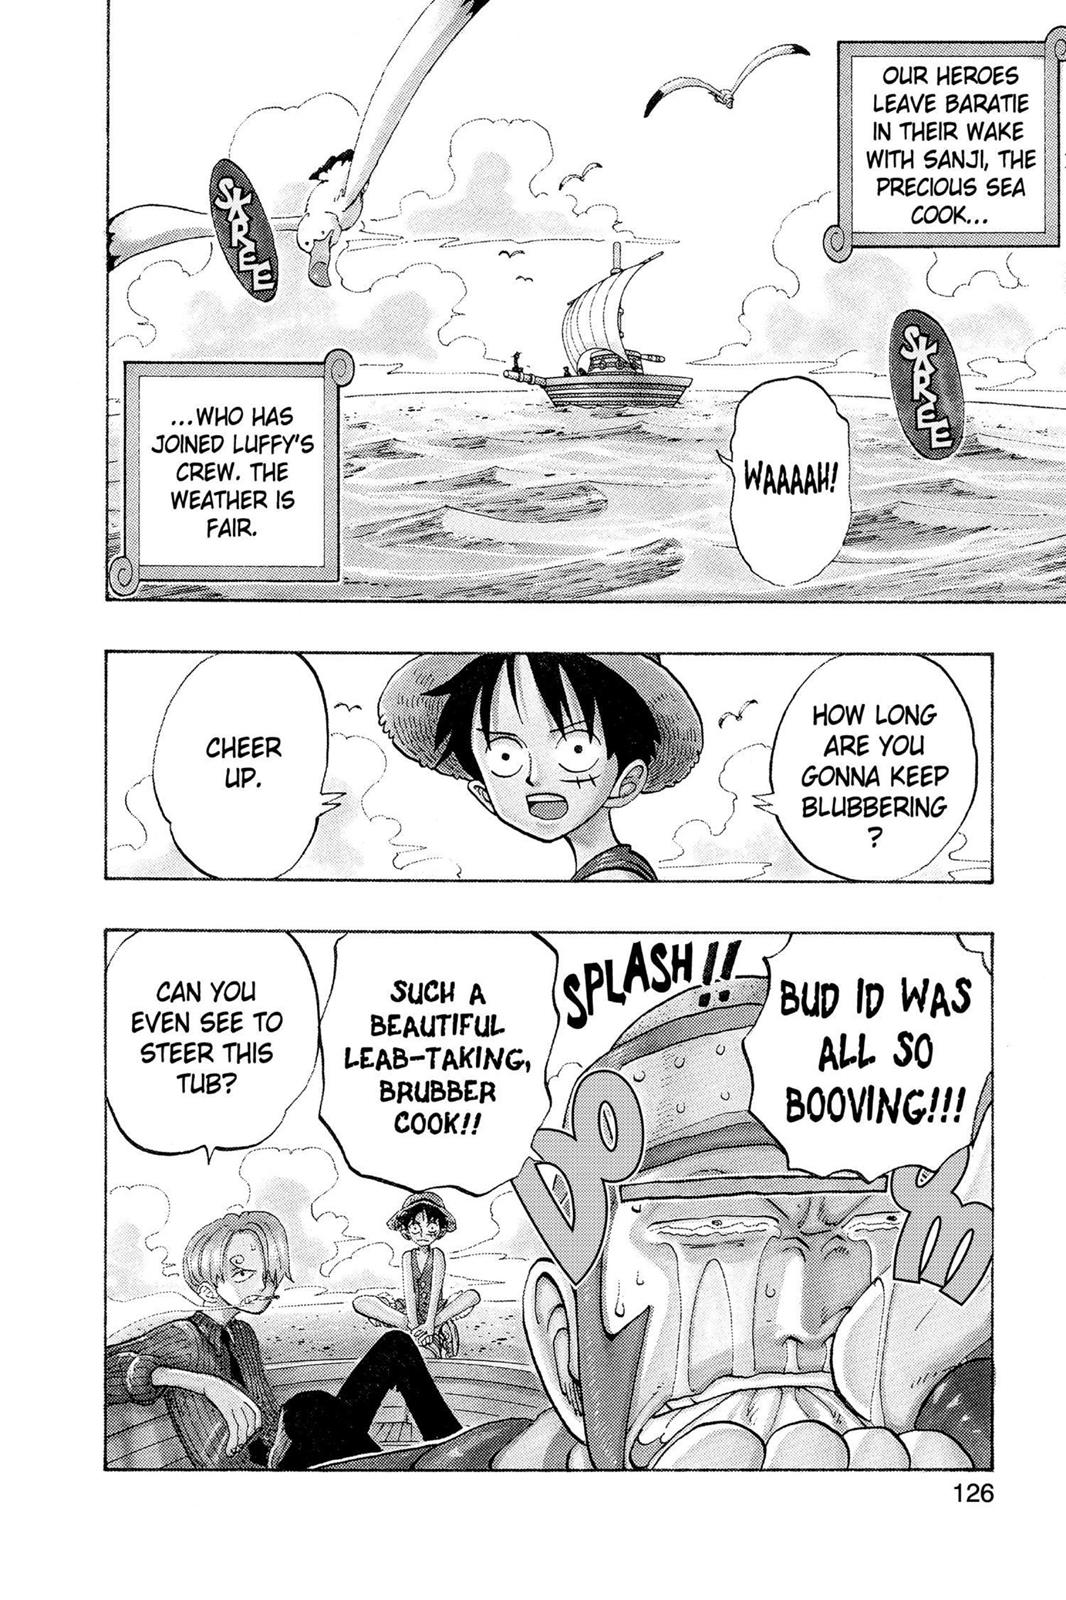 OUR HEROES
LEAVE BARATIE
IN THEIR WAKE
WITH SANJI, THE
PRECIOUS SEA
COOK...
SKREE
SKREE
WAAAAH!
...WHO HAS
JOINED LUFFY'S
CREW. THE
WEATHER IS
FAIR.
HOW LONG
ARE YOU
GONNA KEEP
BLUBBERING
?
CHEER
UP.
BUD ID WAS
ALL SO
BOOVING!!!
SPLASH!!
SUCH A
BEAUTIFUL
LEAB-TAKING,
BRUBBER
COOK!!
CAN YOU
EVEN SEE TO
STEER THIS
TUB?
126